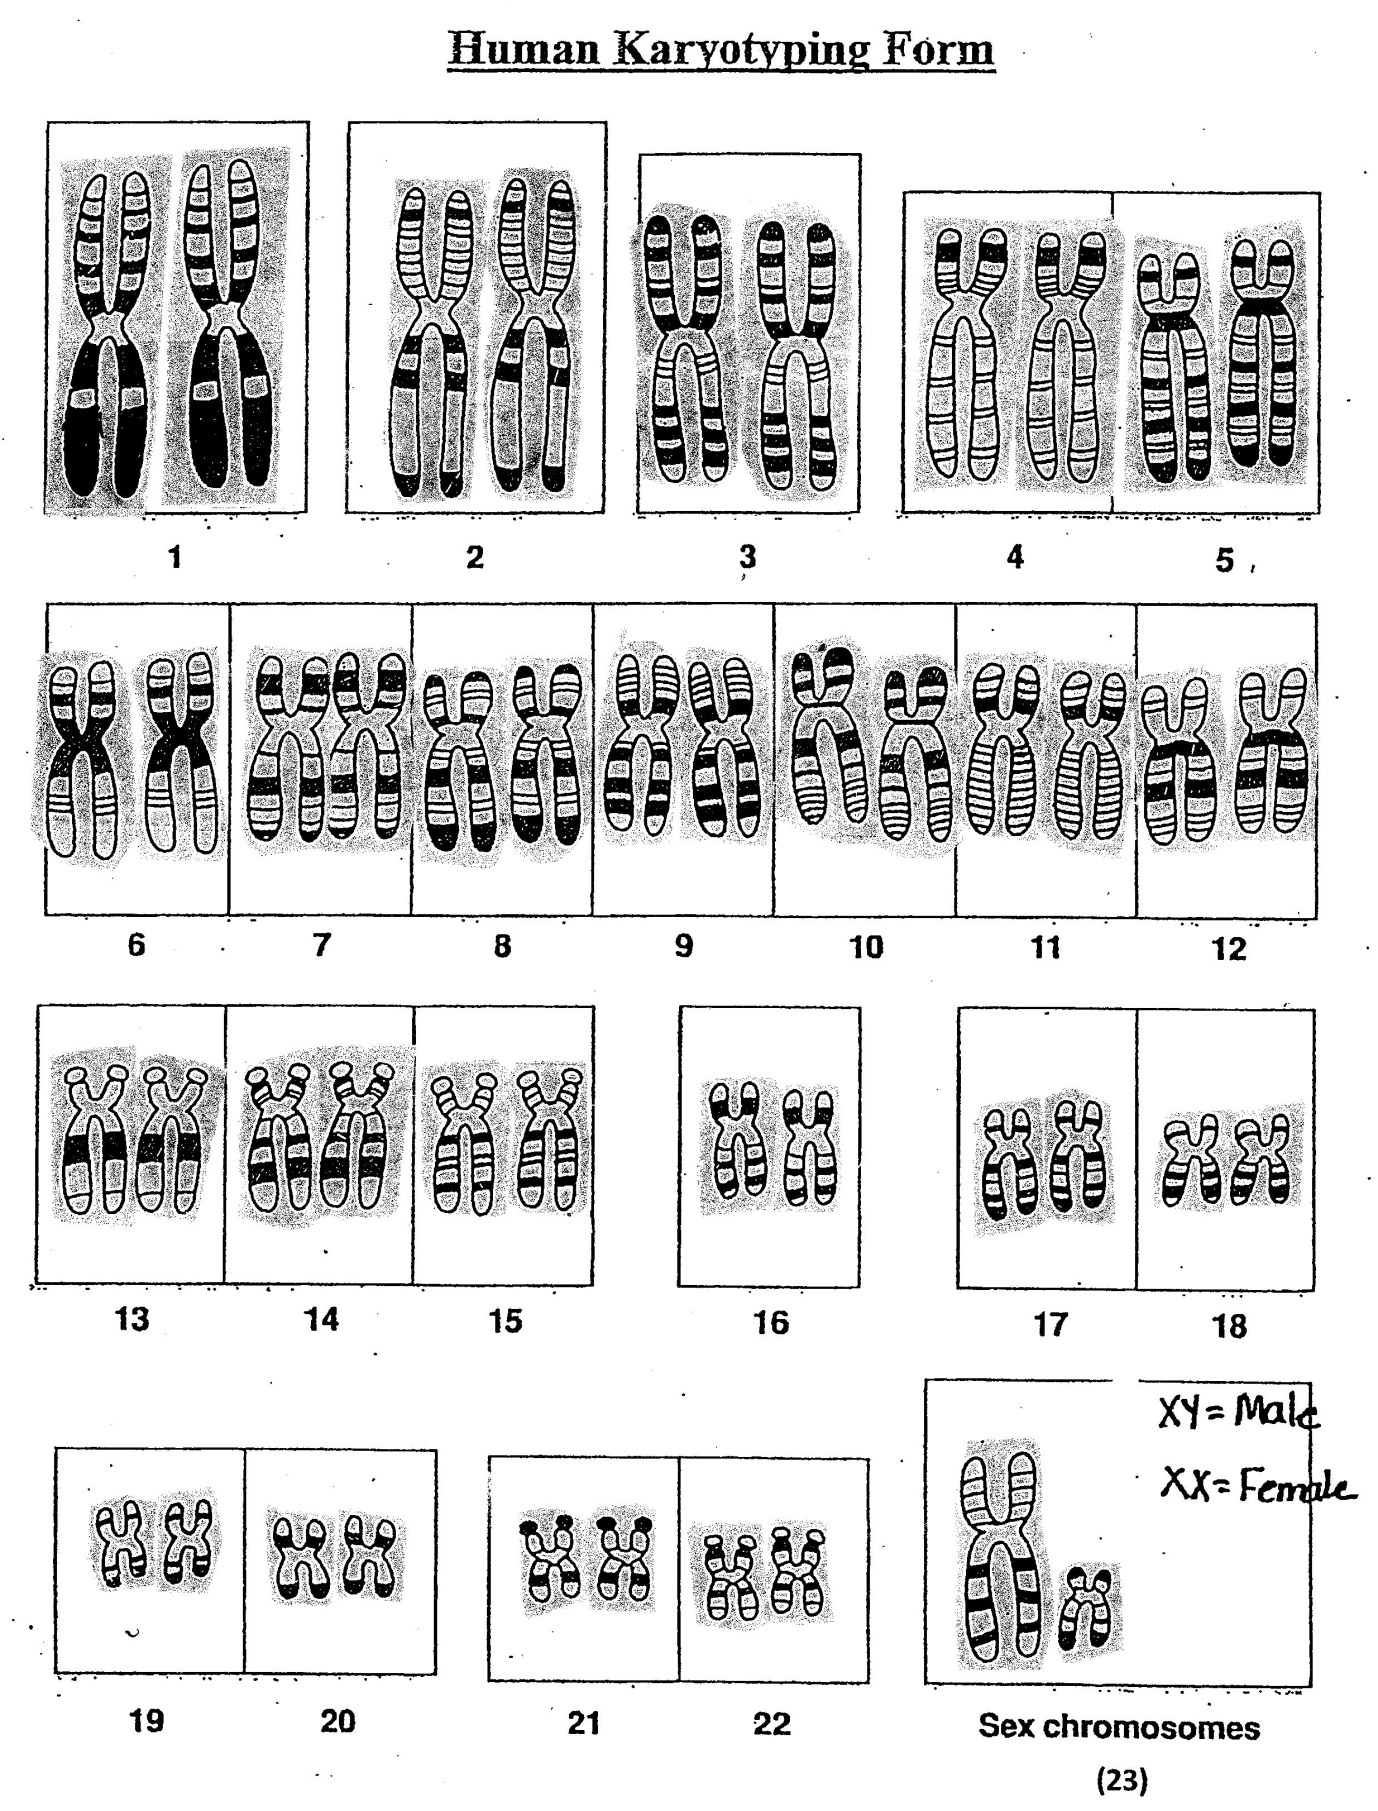 Human Karyotyping Form
1 2 3 4 5
6 7 8 9 10 11 12
13 14 15 16 17 18
XY = Male
XX = Female
19 20 21 22 Sex chromosomes
(23)